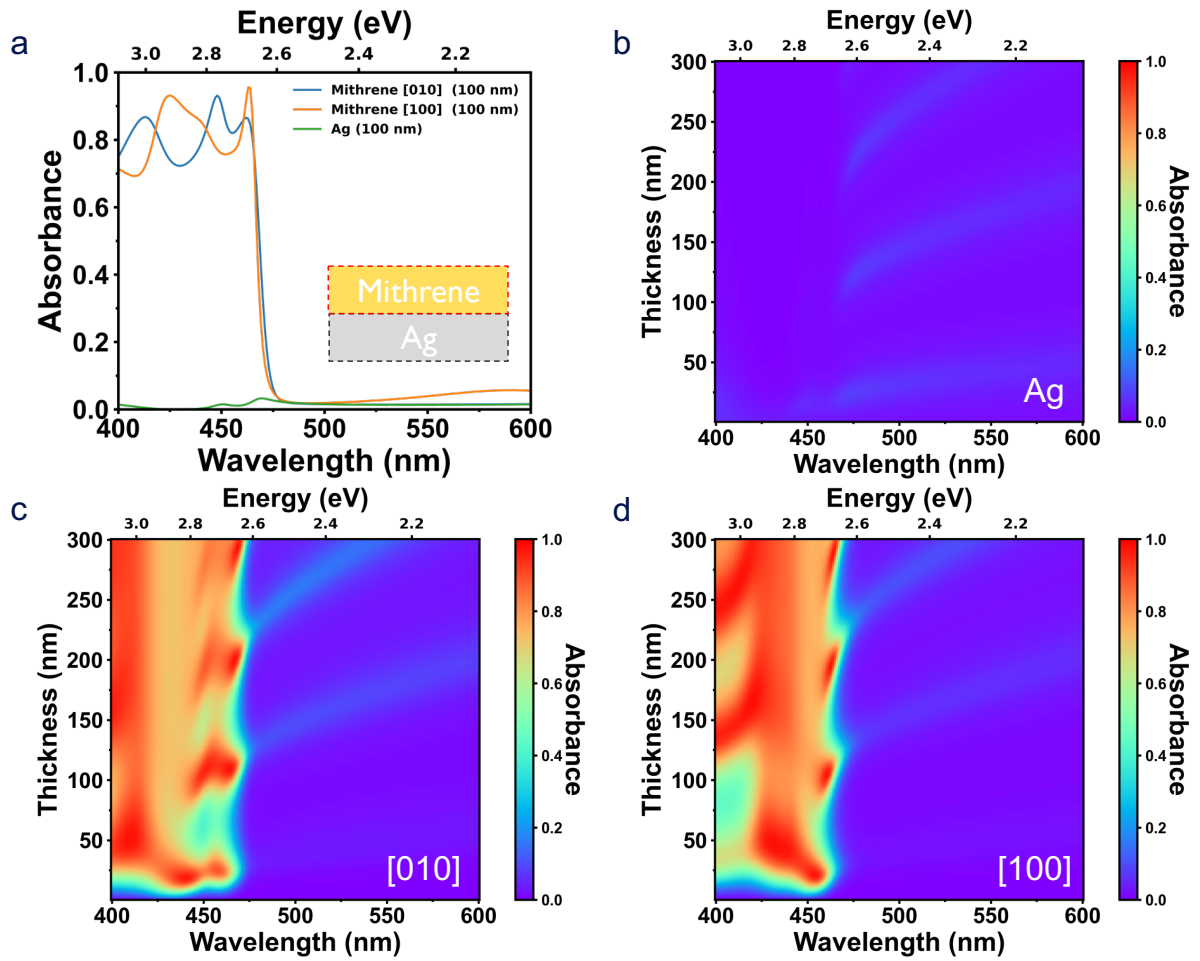 a
Energy (eV)
3.0 2.8 2.6 2.4 2.2
Absorbance
1.0
0.8
0.6
0.4
0.2
0.0
Mithrene [010] (100 nm)
Mithrene [100] (100 nm)
Ag (100 nm)
Mithrene
Ag
400 450 500 550 600
Wavelength (nm)
b
Energy (eV)
3.0 2.8 2.6 2.4 2.2
Thickness (nm)
300
250
200
150
100
50
Ag
400 450 500 550 600
Wavelength (nm)
1.0
0.8
0.6
0.4
0.2
0.0
Absorbance
c
Energy (eV)
3.0 2.8 2.6 2.4 2.2
Thickness (nm)
300
250
200
150
100
50
[010]
400 450 500 550 600
Wavelength (nm)
1.0
0.8
0.6
0.4
0.2
0.0
Absorbance
d
Energy (eV)
3.0 2.8 2.6 2.4 2.2
Thickness (nm)
300
250
200
150
100
50
[100]
400 450 500 550 600
Wavelength (nm)
1.0
0.8
0.6
0.4
0.2
0.0
Absorbance